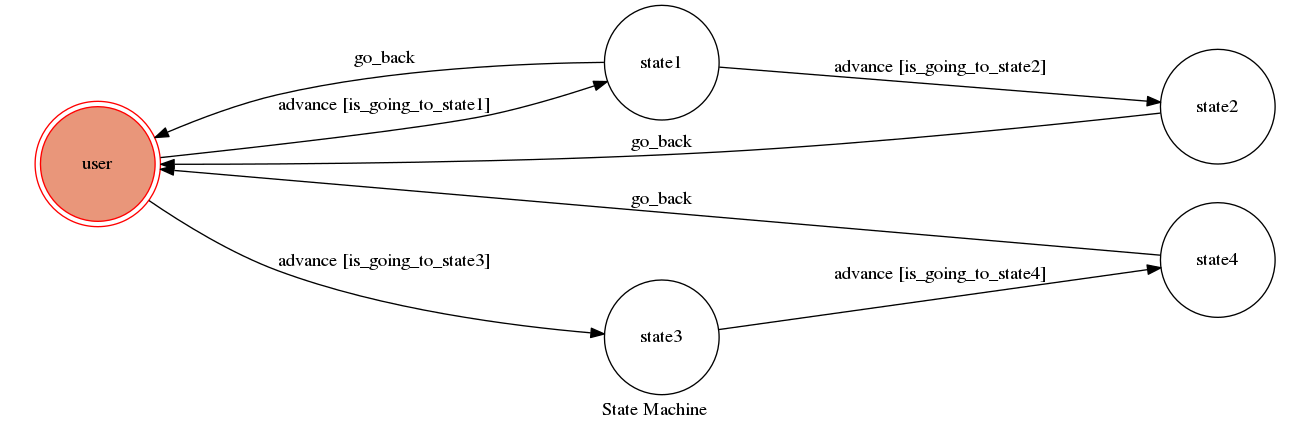 go_back
state1
advance [is_going_to_state2]
advance [is_going_to_state1]
state2
go_back
user
go_back
advance [is_going_to_state3]
advance [is_going_to_state4]
state4
state3
State Machine